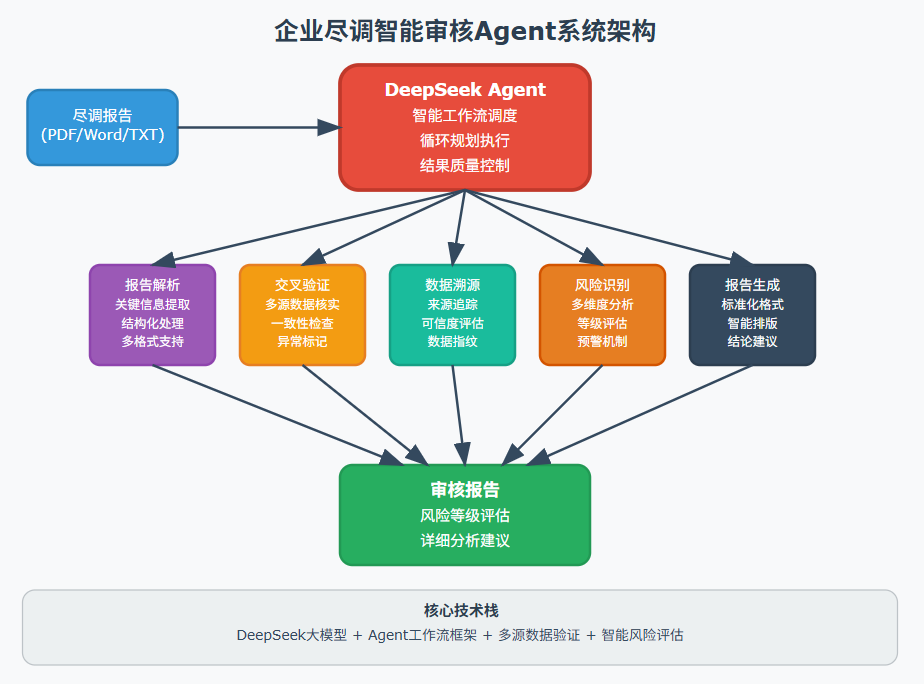 企业尽调智能审核Agent系统架构
尽调报告
(PDF/Word/TXT)
DeepSeek Agent
智能工作流调度
循环规划执行
结果质量控制
报告解析
关键信息提取
结构化处理
多格式支持
交叉验证
多源数据核实
一致性检查
异常标记
数据溯源
来源追踪
可信度评估
数据指纹
风险识别
多维度分析
等级评估
预警机制
报告生成
标准化格式
智能排版
结论建议
审核报告
风险等级评估
详细分析建议
核心技术栈
DeepSeek大模型 + Agent工作流框架 + 多源数据验证 + 智能风险评估